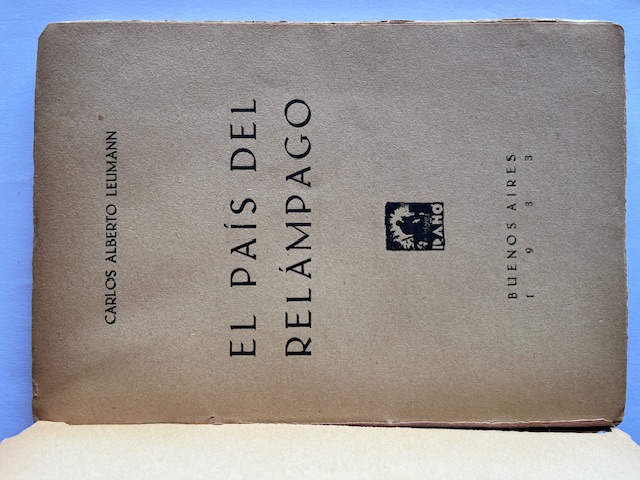 CARLOS ALBERTO LEUMANN
EL PAÍS DEL
RELÁMPAGO
BUENOS AIRES
1 9 3 3